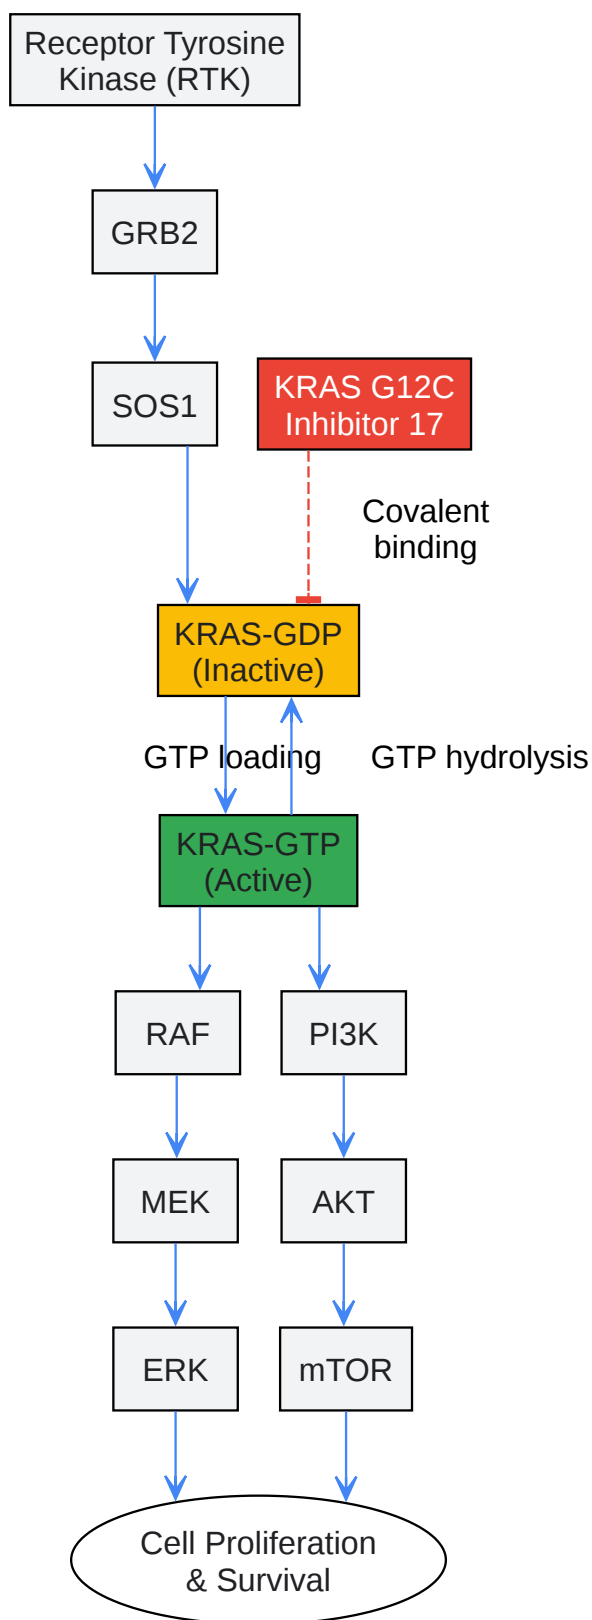 Receptor Tyrosine
Kinase (RTK)
GRB2
SOS1
KRAS G12C
Inhibitor 17
Covalent
binding
KRAS-GDP
(Inactive)
GTP loading
GTP hydrolysis
KRAS-GTP
(Active)
RAF
PI3K
MEK
AKT
ERK
mTOR
Cell Proliferation
& Survival